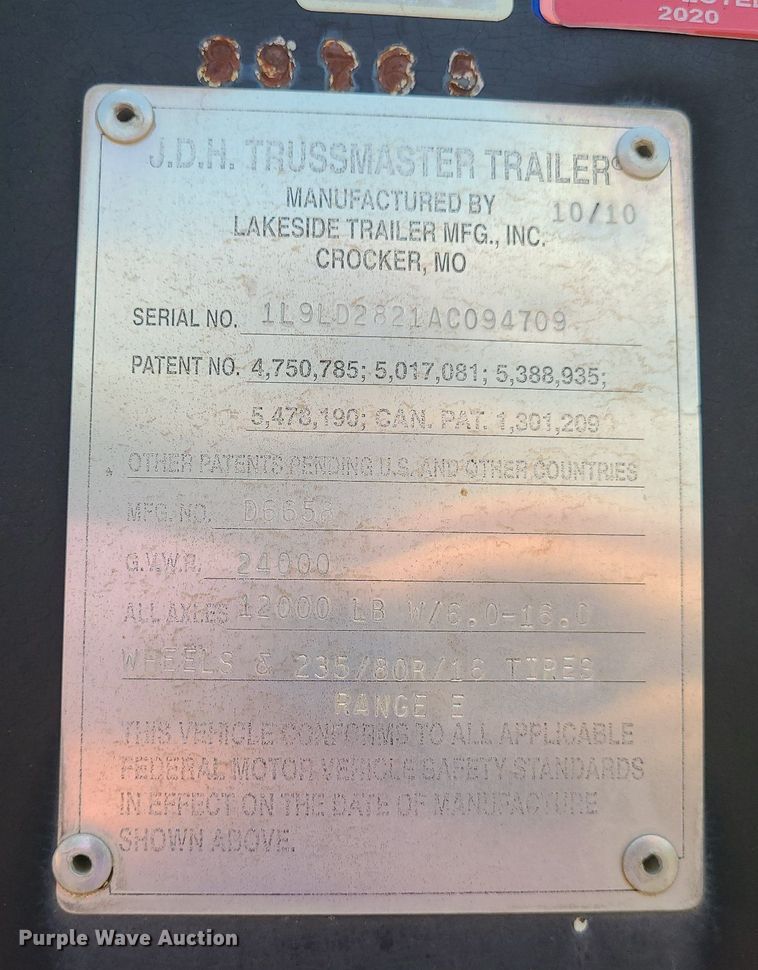 2020
J.D.H. TRUSSMASTER TRAILER®
MANUFACTURED BY
10/10
LAKESIDE TRAILER MFG., INC.
CROCKER, MO
SERIAL NO. 1L9LD2821AC094709
PATENT NO. 4,750,785; 5,017,081; 5,388,935;
5,478,190; CAN. PAT. 1,301,209
OTHER PATENTS PENDING U.S. AND OTHER COUNTRIES
MFG. NO. D6658
G.V.W.R. 24000
ALL AXLES 12000 LB W/6.0-16.0
WHEELS & 235/80R/16 TIRES
RANGE E
THIS VEHICLE CONFORMS TO ALL APPLICABLE
FEDERAL MOTOR VEHICLE SAFETY STANDARDS
IN EFFECT ON THE DATE OF MANUFACTURE
SHOWN ABOVE.
Purple Wave Auction